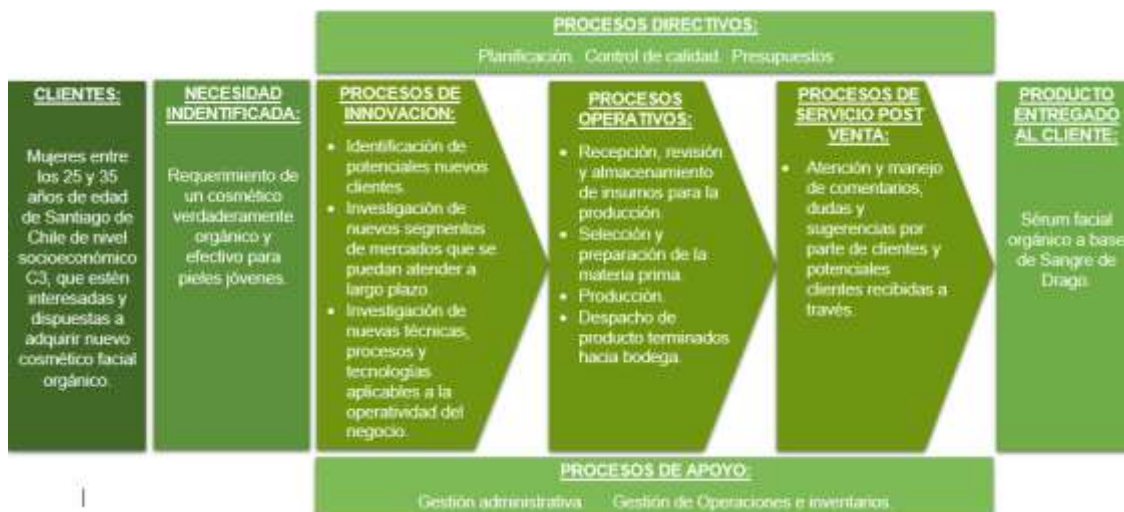 PROCESOS DIRECTIVOS:
Planificación. Control de calidad. Presupuestos
CLIENTES:
Mujeres entre
los 25 y 35
años de edad
de Santiago de
Chile de nivel
socioeconómico
C3, que estén
interesadas y
dispuestas a
adquirir nuevo
cosmético facial
orgánico.
NECESIDAD
INDENTIFICADA:
Requerimiento de
un cosmético
verdaderamente
orgánico y
efectivo para
pieles jóvenes.
PROCESOS DE
INNOVACION:
• Identificación de
potenciales nuevos
clientes.
• Investigación de
nuevos segmentos
de mercados que se
puedan atender a
largo plazo
• Investigación de
nuevas técnicas,
procesos y
tecnologías
aplicables a la
operatividad del
negocio.
PROCESOS
OPERATIVOS:
• Recepción, revisión
y almacenamiento
de insumos para la
producción.
• Selección y
preparación de la
materia prima.
• Producción.
• Despacho de
producto terminados
hacia bodega.
PROCESOS DE
SERVICIO POST
VENTA:
• Atención y manejo
de comentarios,
dudas y
sugerencias por
parte de clientes y
potenciales
clientes recibidas a
través.
PRODUCTO
ENTREGADO
AL CLIENTE:
Sérum facial
orgánico a base
de Sangre de
Drago.
PROCESOS DE APOYO:
Gestión administrativa Gestión de Operaciones e inventarios